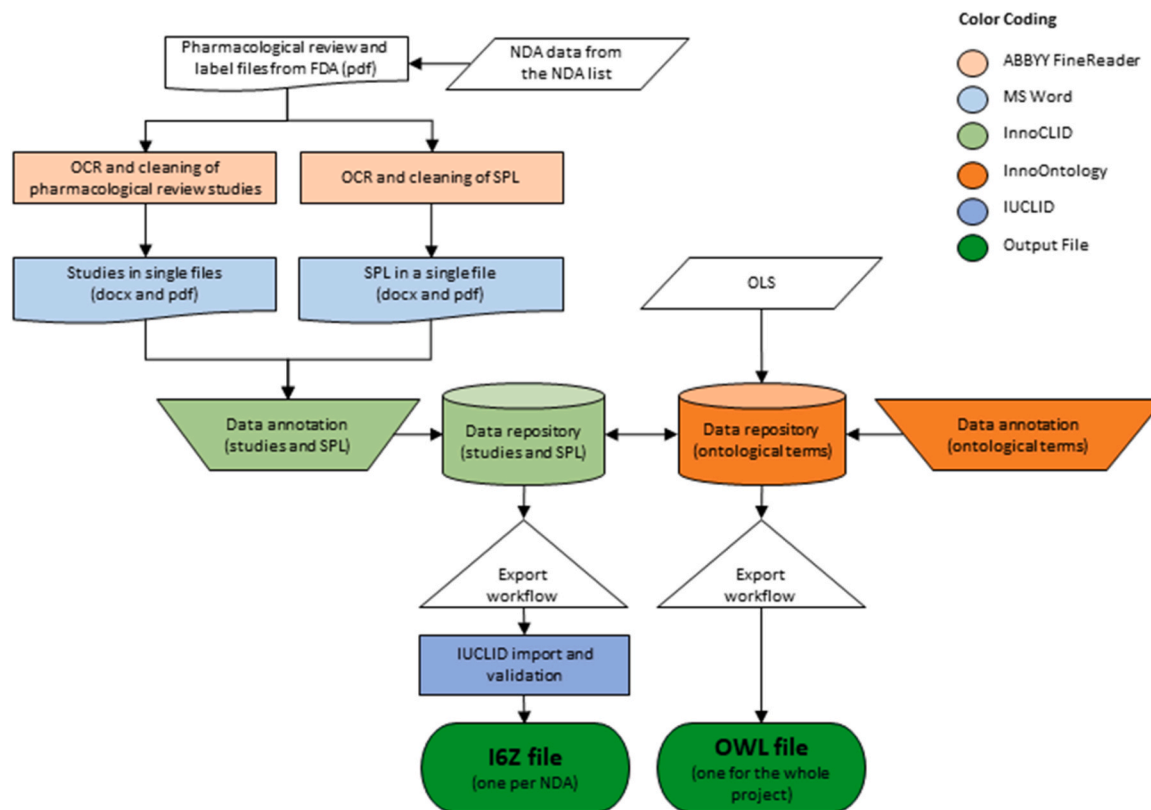 Pharmacological review and
label files from FDA (pdf)
NDA data from
the NDA list
Color Coding
ABBYY FineReader
MS Word
InnoCLID
InnoOntology
IUCLID
Output File
OCR and cleaning of
pharmacological review studies
OCR and cleaning of SPL
Studies in single files
(docx and pdf)
SPL in a single file
(docx and pdf)
OLS
Data annotation
(studies and SPL)
Data repository
(studies and SPL)
Data repository
(ontological terms)
Data annotation
(ontological terms)
Export
workflow
Export
workflow
IUCLID import and
validation
I6Z file
(one per NDA)
OWL file
(one for the whole
project)